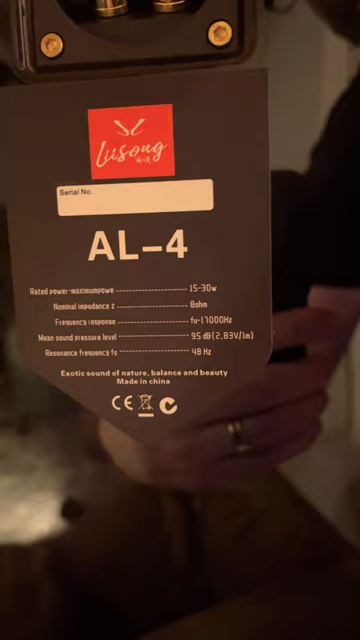 Liisong
Serial No.
AL-4
Rated power-maximumpowe ---------------------- 15-30w
Nominal impedance z ---------------------- 8ohm
Frequency response ---------------------- fu-17000Hz
Mean sound pressure level ---------------------- 95 dB(2.83V/1m)
Resonance frequency fs ---------------------- 48 Hz
Exotic sound of nature, balance and beauty
Made in china
CE